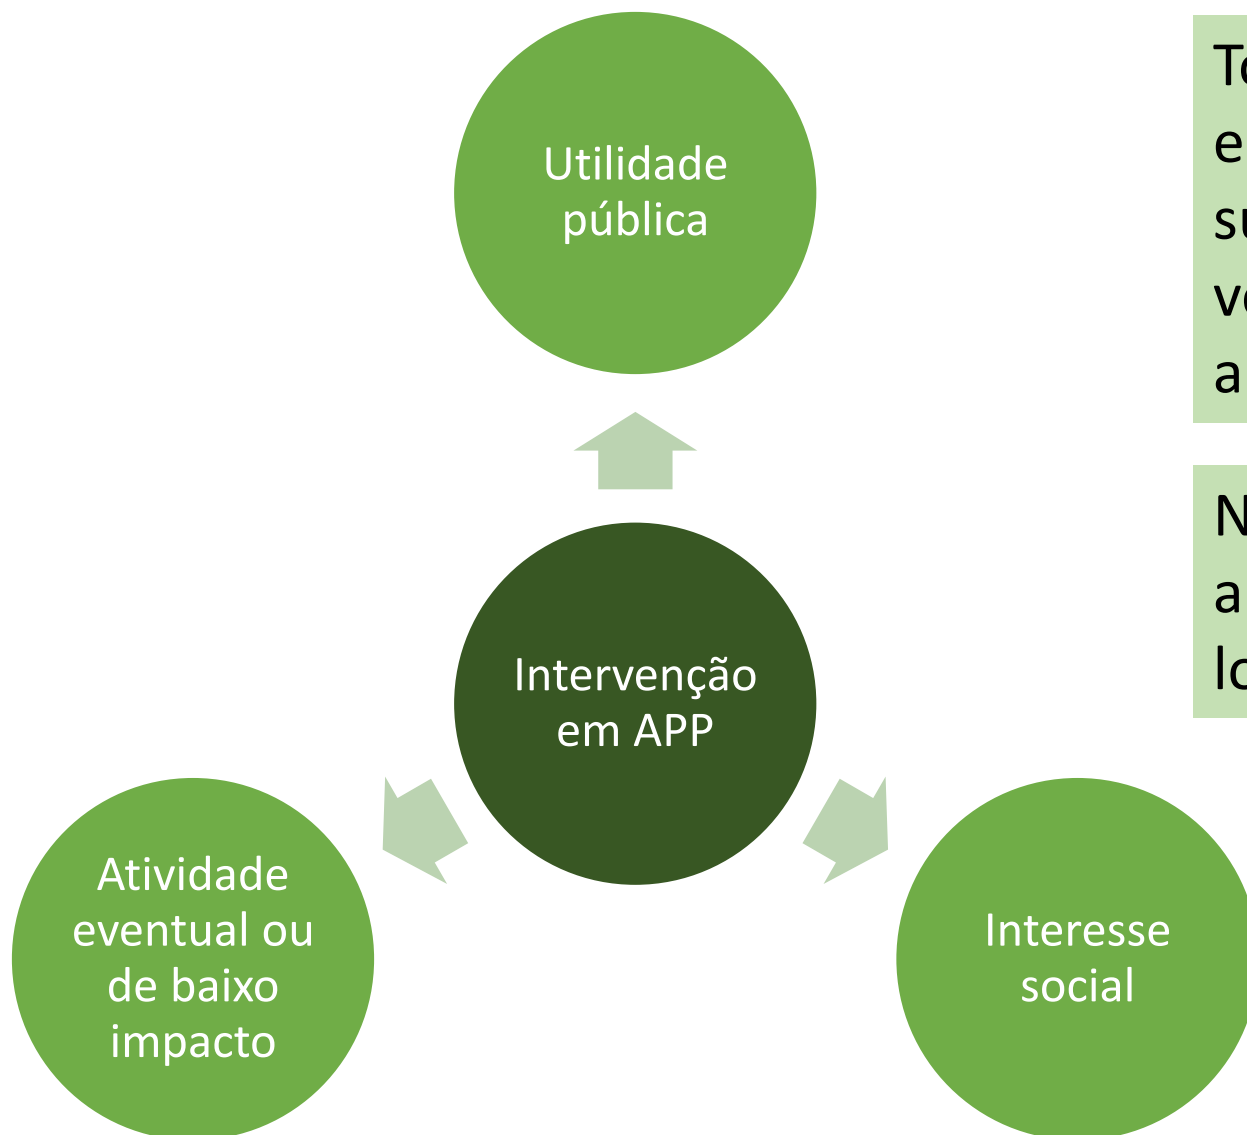 Utilidade
pública
Intervenção
em APP
Atividade
eventual ou
de baixo
impacto
Interesse
social